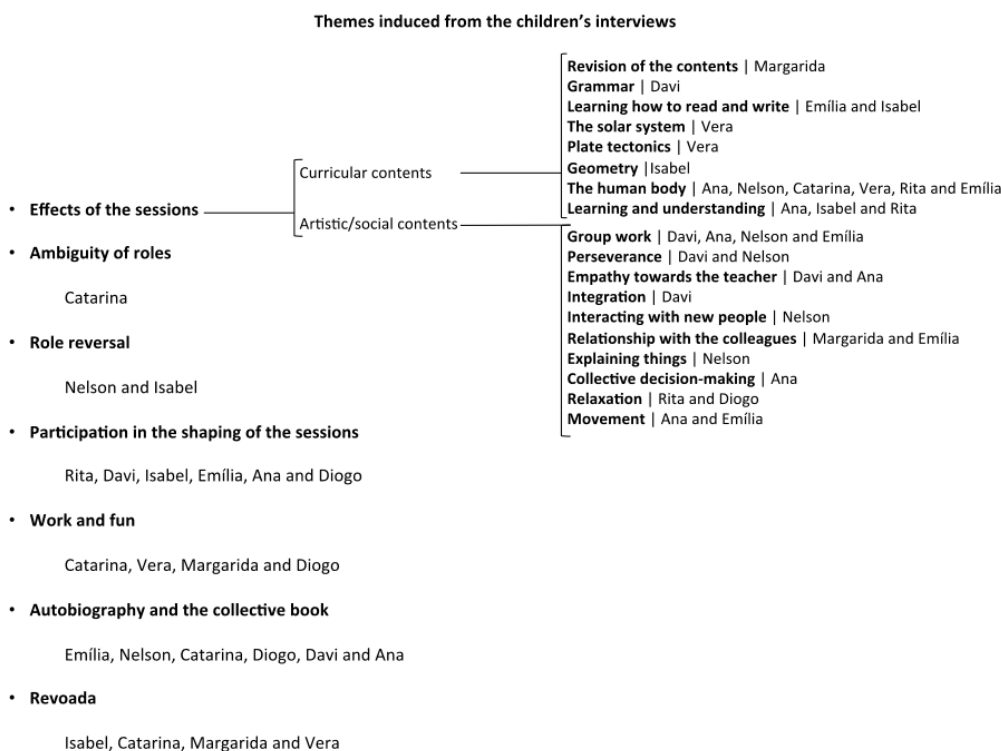 Themes induced from the children's interviews
• Effects of the sessions
Curricular contents
Revision of the contents | Margarida
Grammar | Davi
Learning how to read and write | Emília and Isabel
The solar system | Vera
Plate tectonics | Vera
Geometry |Isabel
The human body | Ana, Nelson, Catarina, Vera, Rita and Emília
Learning and understanding | Ana, Isabel and Rita
Artistic/social contents
Group work | Davi, Ana, Nelson and Emília
Perseverance | Davi and Nelson
Empathy towards the teacher | Davi and Ana
Integration | Davi
Interacting with new people | Nelson
Relationship with the colleagues | Margarida and Emília
Explaining things | Nelson
Collective decision-making | Ana
Relaxation | Rita and Diogo
Movement | Ana and Emília
• Ambiguity of roles
Catarina
• Role reversal
Nelson and Isabel
• Participation in the shaping of the sessions
Rita, Davi, Isabel, Emília, Ana and Diogo
• Work and fun
Catarina, Vera, Margarida and Diogo
• Autobiography and the collective book
Emília, Nelson, Catarina, Diogo, Davi and Ana
• Revoada
Isabel, Catarina, Margarida and Vera